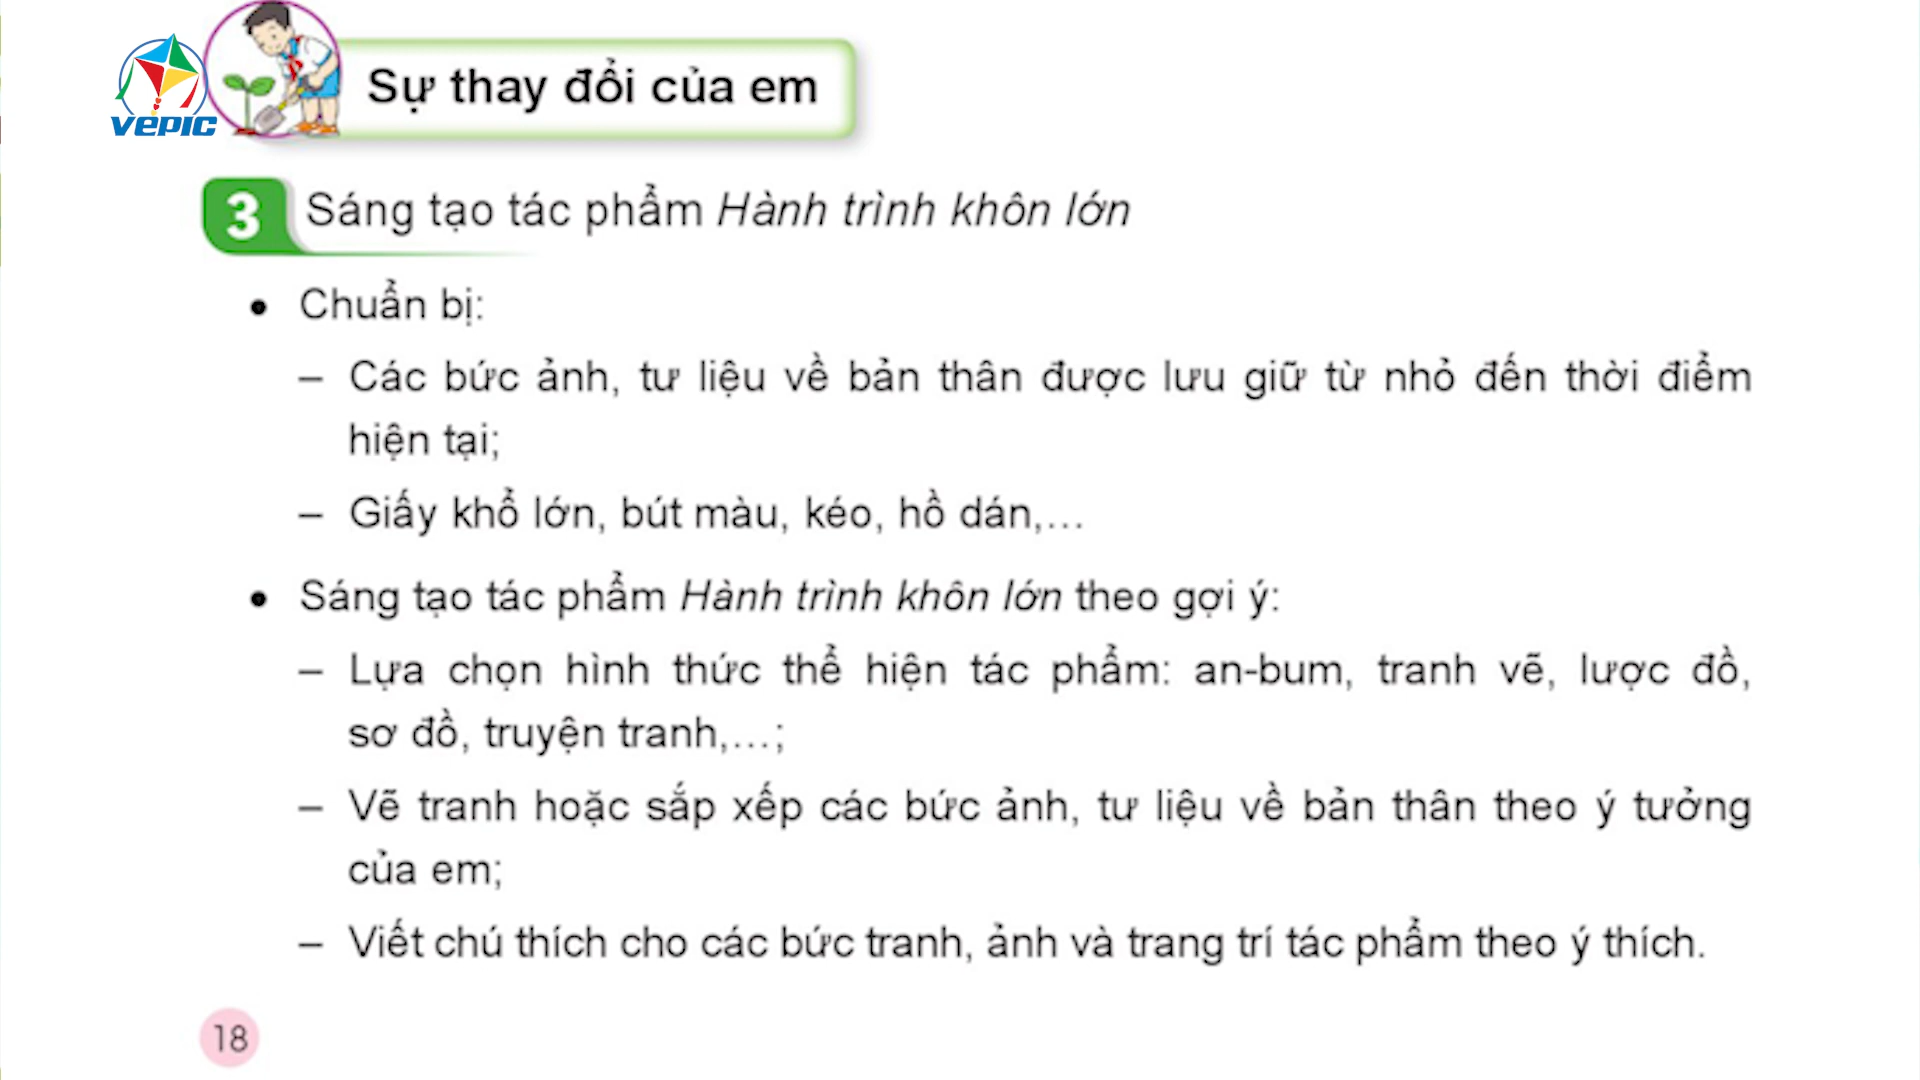 VEPIC
Sự thay đổi của em
3 Sáng tạo tác phẩm Hành trình khôn lớn
• Chuẩn bị:
– Các bức ảnh, tư liệu về bản thân được lưu giữ từ nhỏ đến thời điểm
hiện tại;
– Giấy khổ lớn, bút màu, kéo, hồ dán,...
• Sáng tạo tác phẩm Hành trình khôn lớn theo gợi ý:
– Lựa chọn hình thức thể hiện tác phẩm: an-bum, tranh vẽ, lược đồ,
sơ đồ, truyện tranh,...;
– Vẽ tranh hoặc sắp xếp các bức ảnh, tư liệu về bản thân theo ý tưởng
của em;
– Viết chú thích cho các bức tranh, ảnh và trang trí tác phẩm theo ý thích.
18